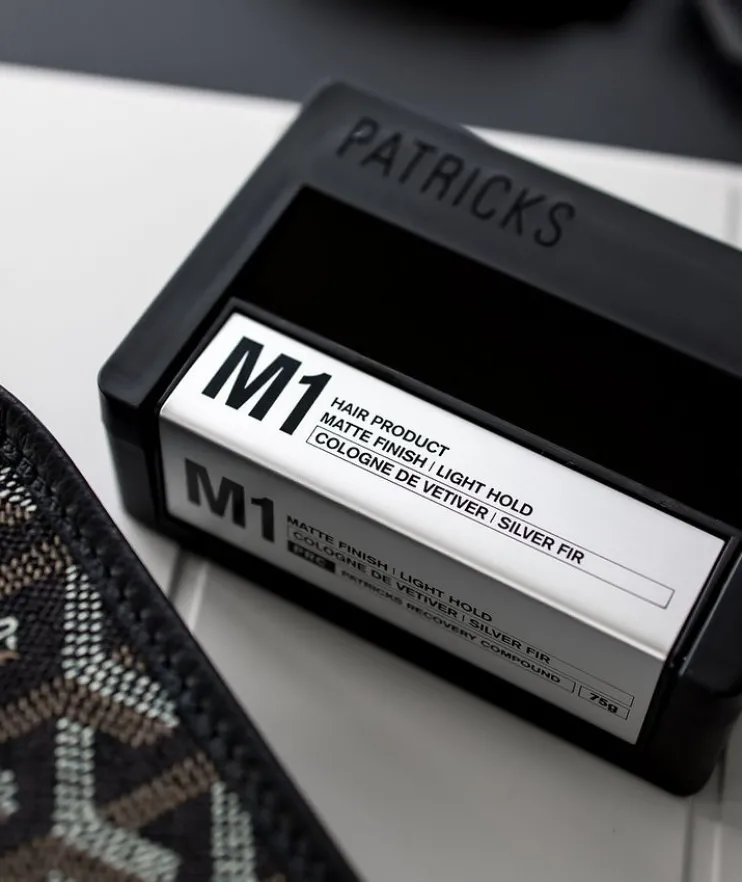 PATRICKS
M1
HAIR PRODUCT
MATTE FINISH | LIGHT HOLD
COLOGNE DE VETIVER | SILVER FIR
M1
MATTE FINISH | LIGHT HOLD
COLOGNE DE VETIVER | SILVER FIR
PRC PATRICKS RECOVERY COMPOUND 75g